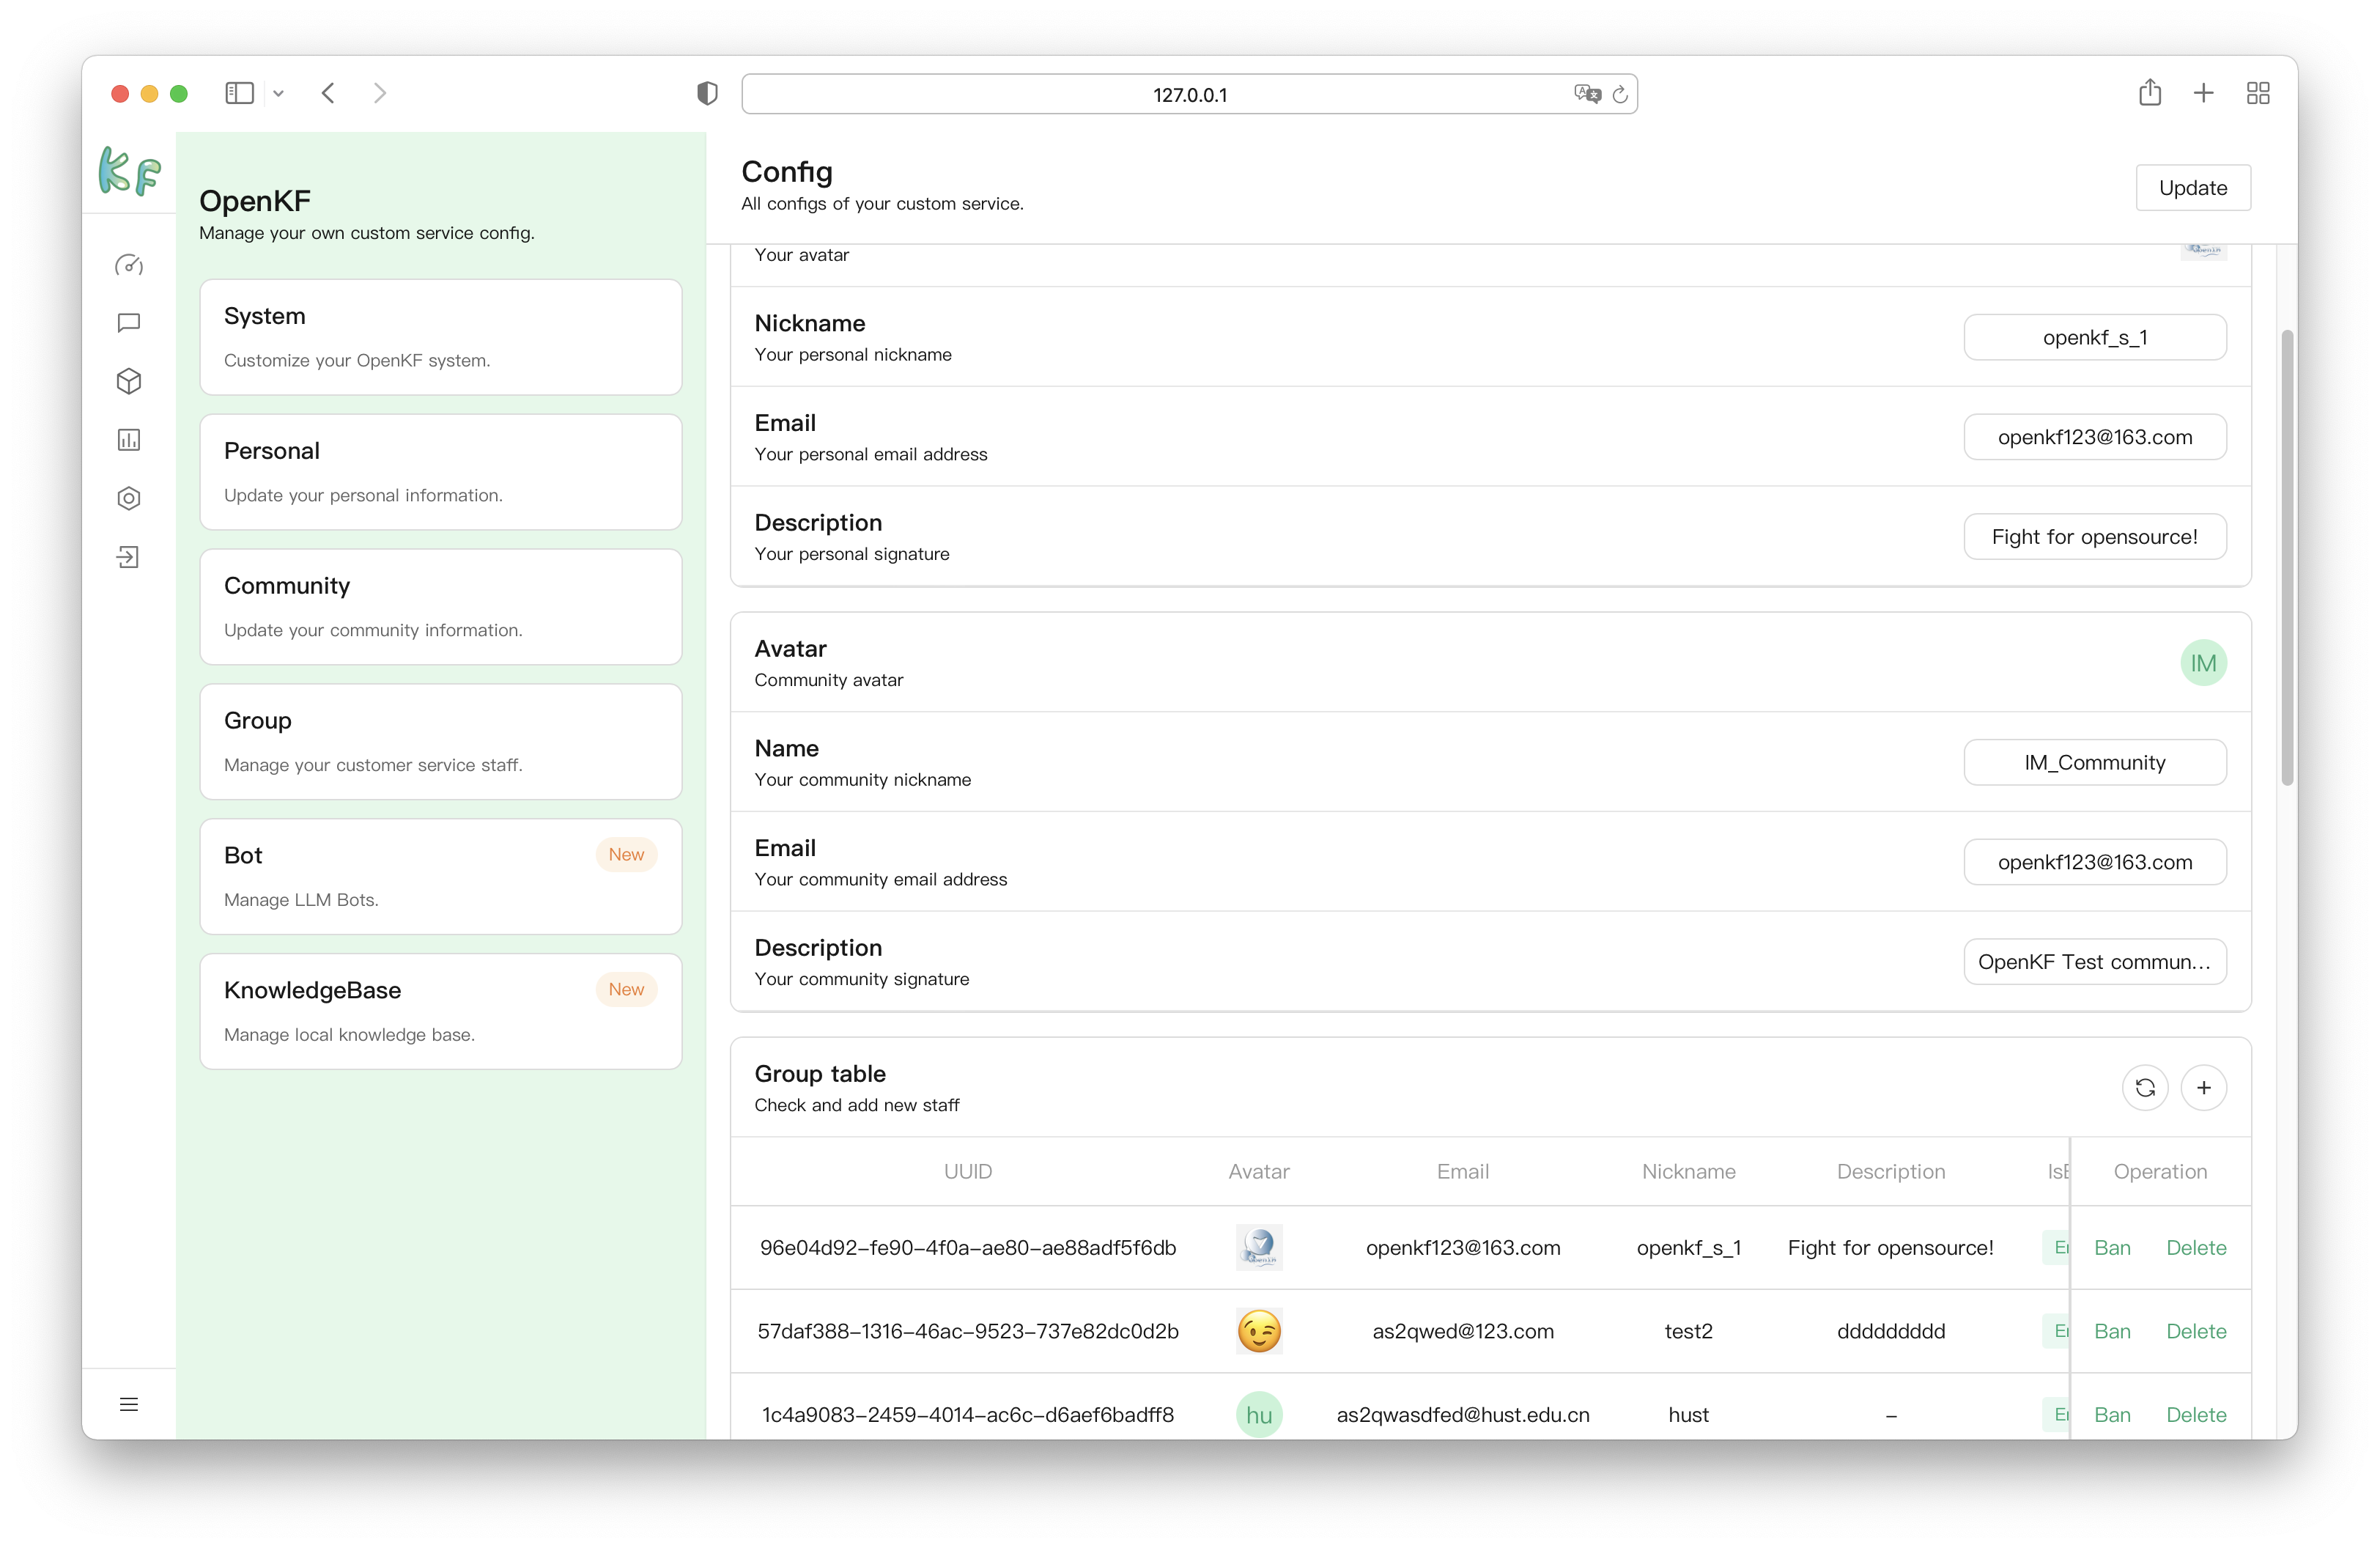 127.0.0.1
KF
OpenKF
Manage your own custom service config.
System
Customize your OpenKF system.
Personal
Update your personal information.
Community
Update your community information.
Group
Manage your customer service staff.
Bot
New
Manage LLM Bots.
KnowledgeBase
New
Manage local knowledge base.
Config
All configs of your custom service.
Update
Your avatar
Nickname
Your personal nickname
openkf_s_1
Email
Your personal email address
openkf123@163.com
Description
Your personal signature
Fight for opensource!
Avatar
Community avatar
IM
Name
Your community nickname
IM_Community
Email
Your community email address
openkf123@163.com
Description
Your community signature
OpenKF Test commun...
Group table
Check and add new staff
UUID Avatar Email Nickname Description Operation
96e04d92-fe90-4f0a-ae80-ae88adf5f6db openkf123@163.com openkf_s_1 Fight for opensource! Ban Delete
57daf388-1316-46ac-9523-737e82dc0d2b as2qwed@123.com test2 ddddddddd Ban Delete
1c4a9083-2459-4014-ac6c-d6aef6badff8 hu as2qwasdfed@hust.edu.cn hust - Ban Delete